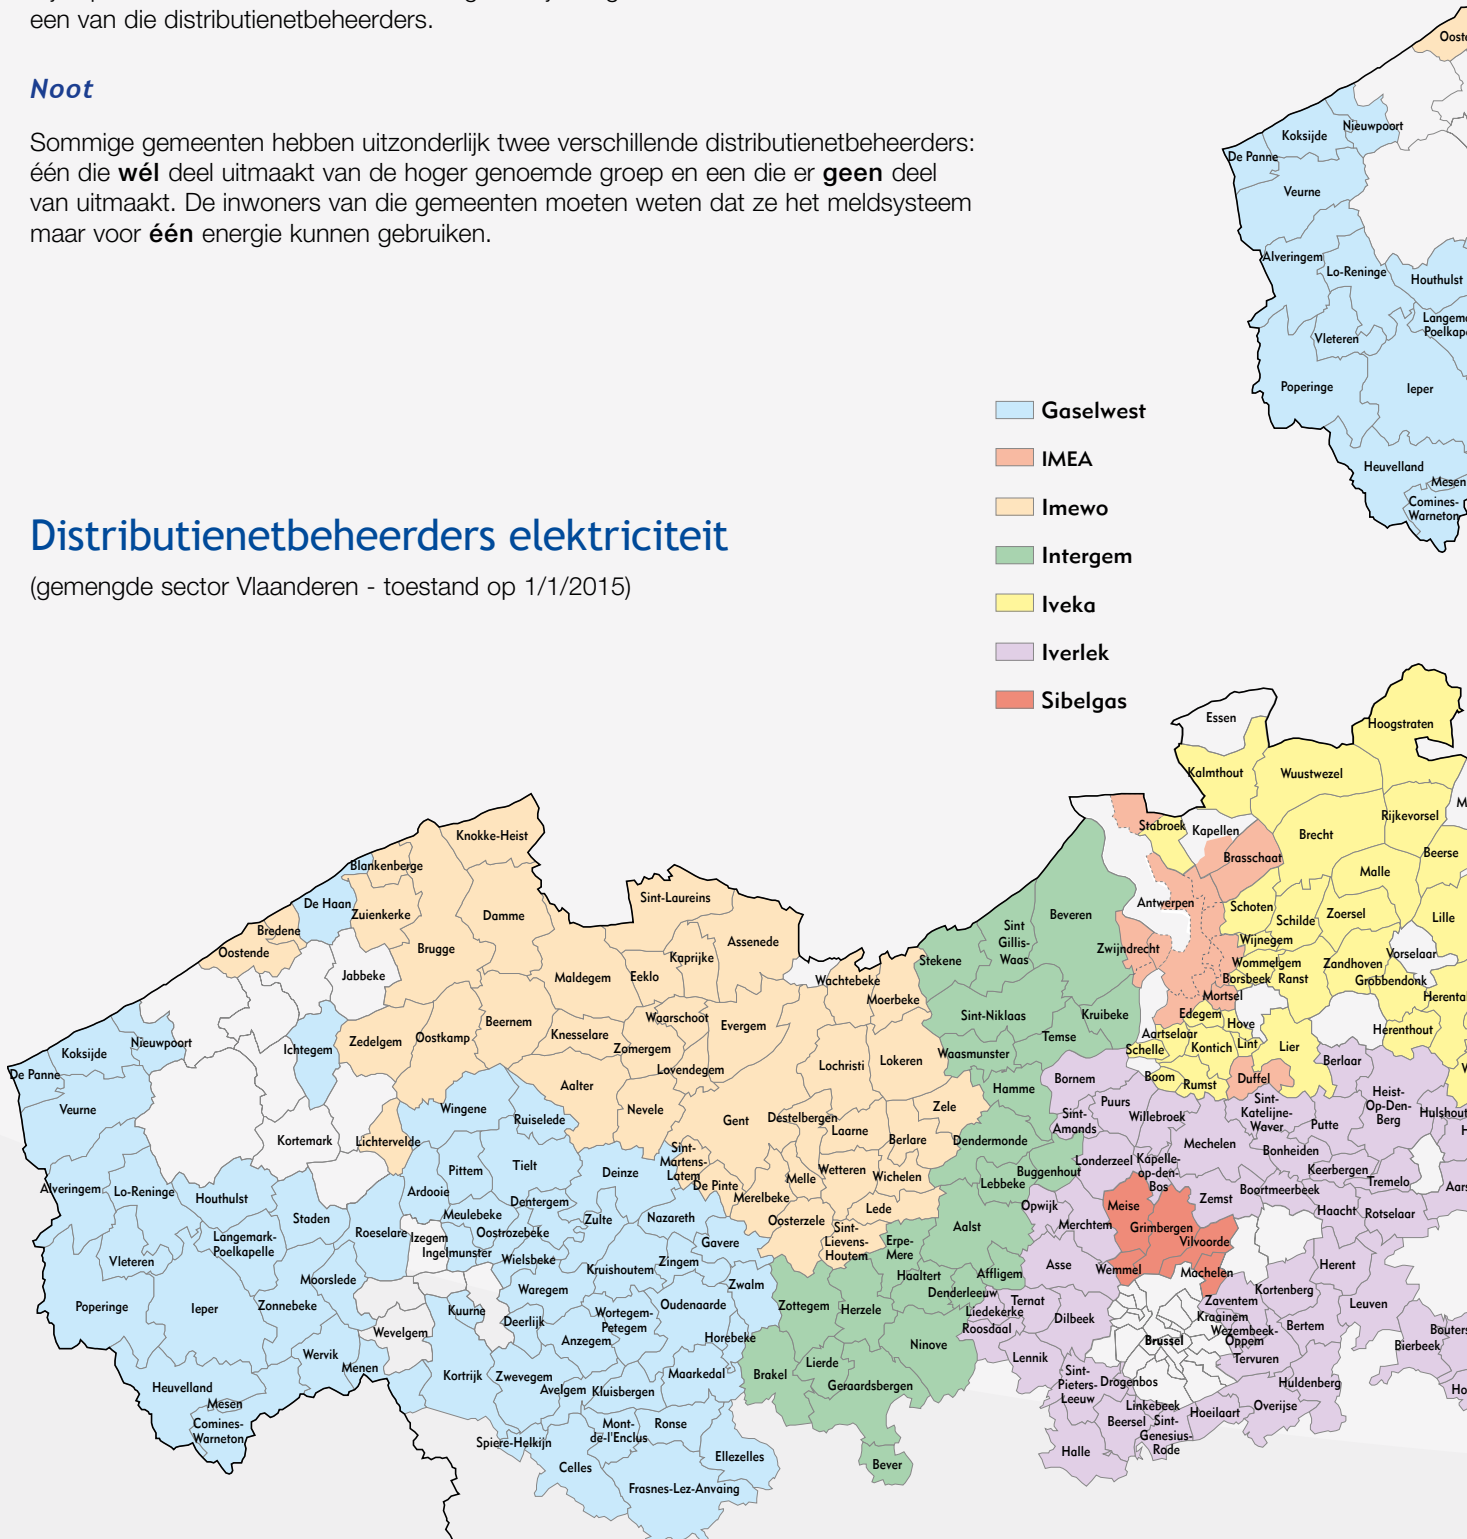 een van die distributienetbeheerders.
Noot
Sommige gemeenten hebben uitzonderlijk twee verschillende distributienetbeheerders:
één die wél deel uitmaakt van de hoger genoemde groep en een die er geen deel
van uitmaakt. De inwoners van die gemeenten moeten weten dat ze het meldsysteem
maar voor één energie kunnen gebruiken.
Koksijde
Nieuwpoort
De Panne
Veurne
Alveringem
Lo-Reninge
Houthulst
Vleteren
Poperinge
Ieper
Heuvelland
Mesen
Comines-
Warneton
Gaselwest
IMEA
Imewo
Intergem
Iveka
Iverlek
Sibelgas
Distributienetbeheerders elektriciteit
(gemengde sector Vlaanderen - toestand op 1/1/2015)
Essen
Hoogstraten
Kalmthout
Wuustwezel
Rijkevorsel
Stabroek
Kapellen
Brecht
Brasschaat
Beerse
Malle
Antwerpen
Schoten
Schilde
Zoersel
Lille
Wijnegem
Zwijndrecht
Wommelgem
Borsbeek
Ranst
Zandhoven
Vorselaar
Grobbendonk
Mortsel
Edegem
Hove
Herenthout
Aartselaar
Schelle
Kontich
Lint
Lier
Berlaar
Boom
Rumst
Duffel
Knokke-Heist
Blankenberge
De Haan
Zuienkerke
Damme
Bredene
Oostende
Brugge
Jabbeke
Sint-Laureins
Assenede
Kaprijke
Maldegem
Eeklo
Wachtebeke
Moerbeke
Stekene
Sint
Gillis-
Waas
Beveren
Zedelgem
Oostkamp
Beernem
Knesselare
Waarschoot
Zomergem
Evergem
Lovendegem
Lochristi
Lokeren
Sint-Niklaas
Kruibeke
Temse
Waasmunster
Hamme
Koksijde
Nieuwpoort
Ichtegem
De Panne
Veurne
Aalter
Nevele
Wingene
Ruiselede
Gent
Destelbergen
Laarne
Zele
Berlare
Dendermonde
Kortemark
Lichtervelde
Sint-
Martens-
Latem
De Pinte
Melle
Wetteren
Wichelen
Merelbeke
Buggenhout
Lebbeke
Bornem
Puurs
Sint-
Amands
Willebroek
Sint-
Katelijne-
Waver
Heist-
Op-Den-
Berg
Putte
Mechelen
Bonheiden
Londerzeel
Kapelle-
op-den-
Bos
Keerbergen
Tremelo
Boortmeerbeek
Zemst
Haacht
Rotselaar
Alveringem
Lo-Reninge
Houthulst
Staden
Langemark-
Poelkapelle
Roeselare
Ardooie
Pittem
Tielt
Deinze
Meulebeke
Dentergem
Oostrozebeke
Zulte
Nazareth
Izegem
Ingelmunster
Wielsbeke
Gavere
Oosterzele
Sint-
Lievens-
Houtem
Lede
Aalst
Erpe-
Mere
Opwijk
Merchtem
Meise
Grimbergen
Vilvoorde
Vleteren
Moorslede
Kruishoutem
Zingem
Zwalm
Haaltert
Affligem
Denderleeuw
Asse
Wemmel
Machelen
Herent
Poperinge
Ieper
Zonnebeke
Waregem
Kuurne
Deerlijk
Wortegem-
Petegem
Oudenaarde
Zottegem
Herzele
Liedekerke
Ternat
Roosdaal
Dilbeek
Zaventem
Kortenberg
Kraainem
Wezembeek-
Oppem
Bertem
Leuven
Wevelgem
Anzegem
Horebeke
Ninove
Brussel
Tervuren
Bierbeek
Wervik
Menen
Kortrijk
Zwevegem
Maarkedal
Brakel
Lierde
Geraardsbergen
Lennik
Sint-
Pieters-
Leeuw
Drogenbos
Huldenberg
Heuvelland
Mesen
Comines-
Warneton
Avelgem
Kluisbergen
Linkebeek
Beersel
Sint-
Genesius-
Rode
Hoeilaart
Overijse
Spiere-Helkijn
Mont-
de-l'Enclus
Ronse
Ellezelles
Celles
Frasnes-Lez-Anvaing
Bever
Halle